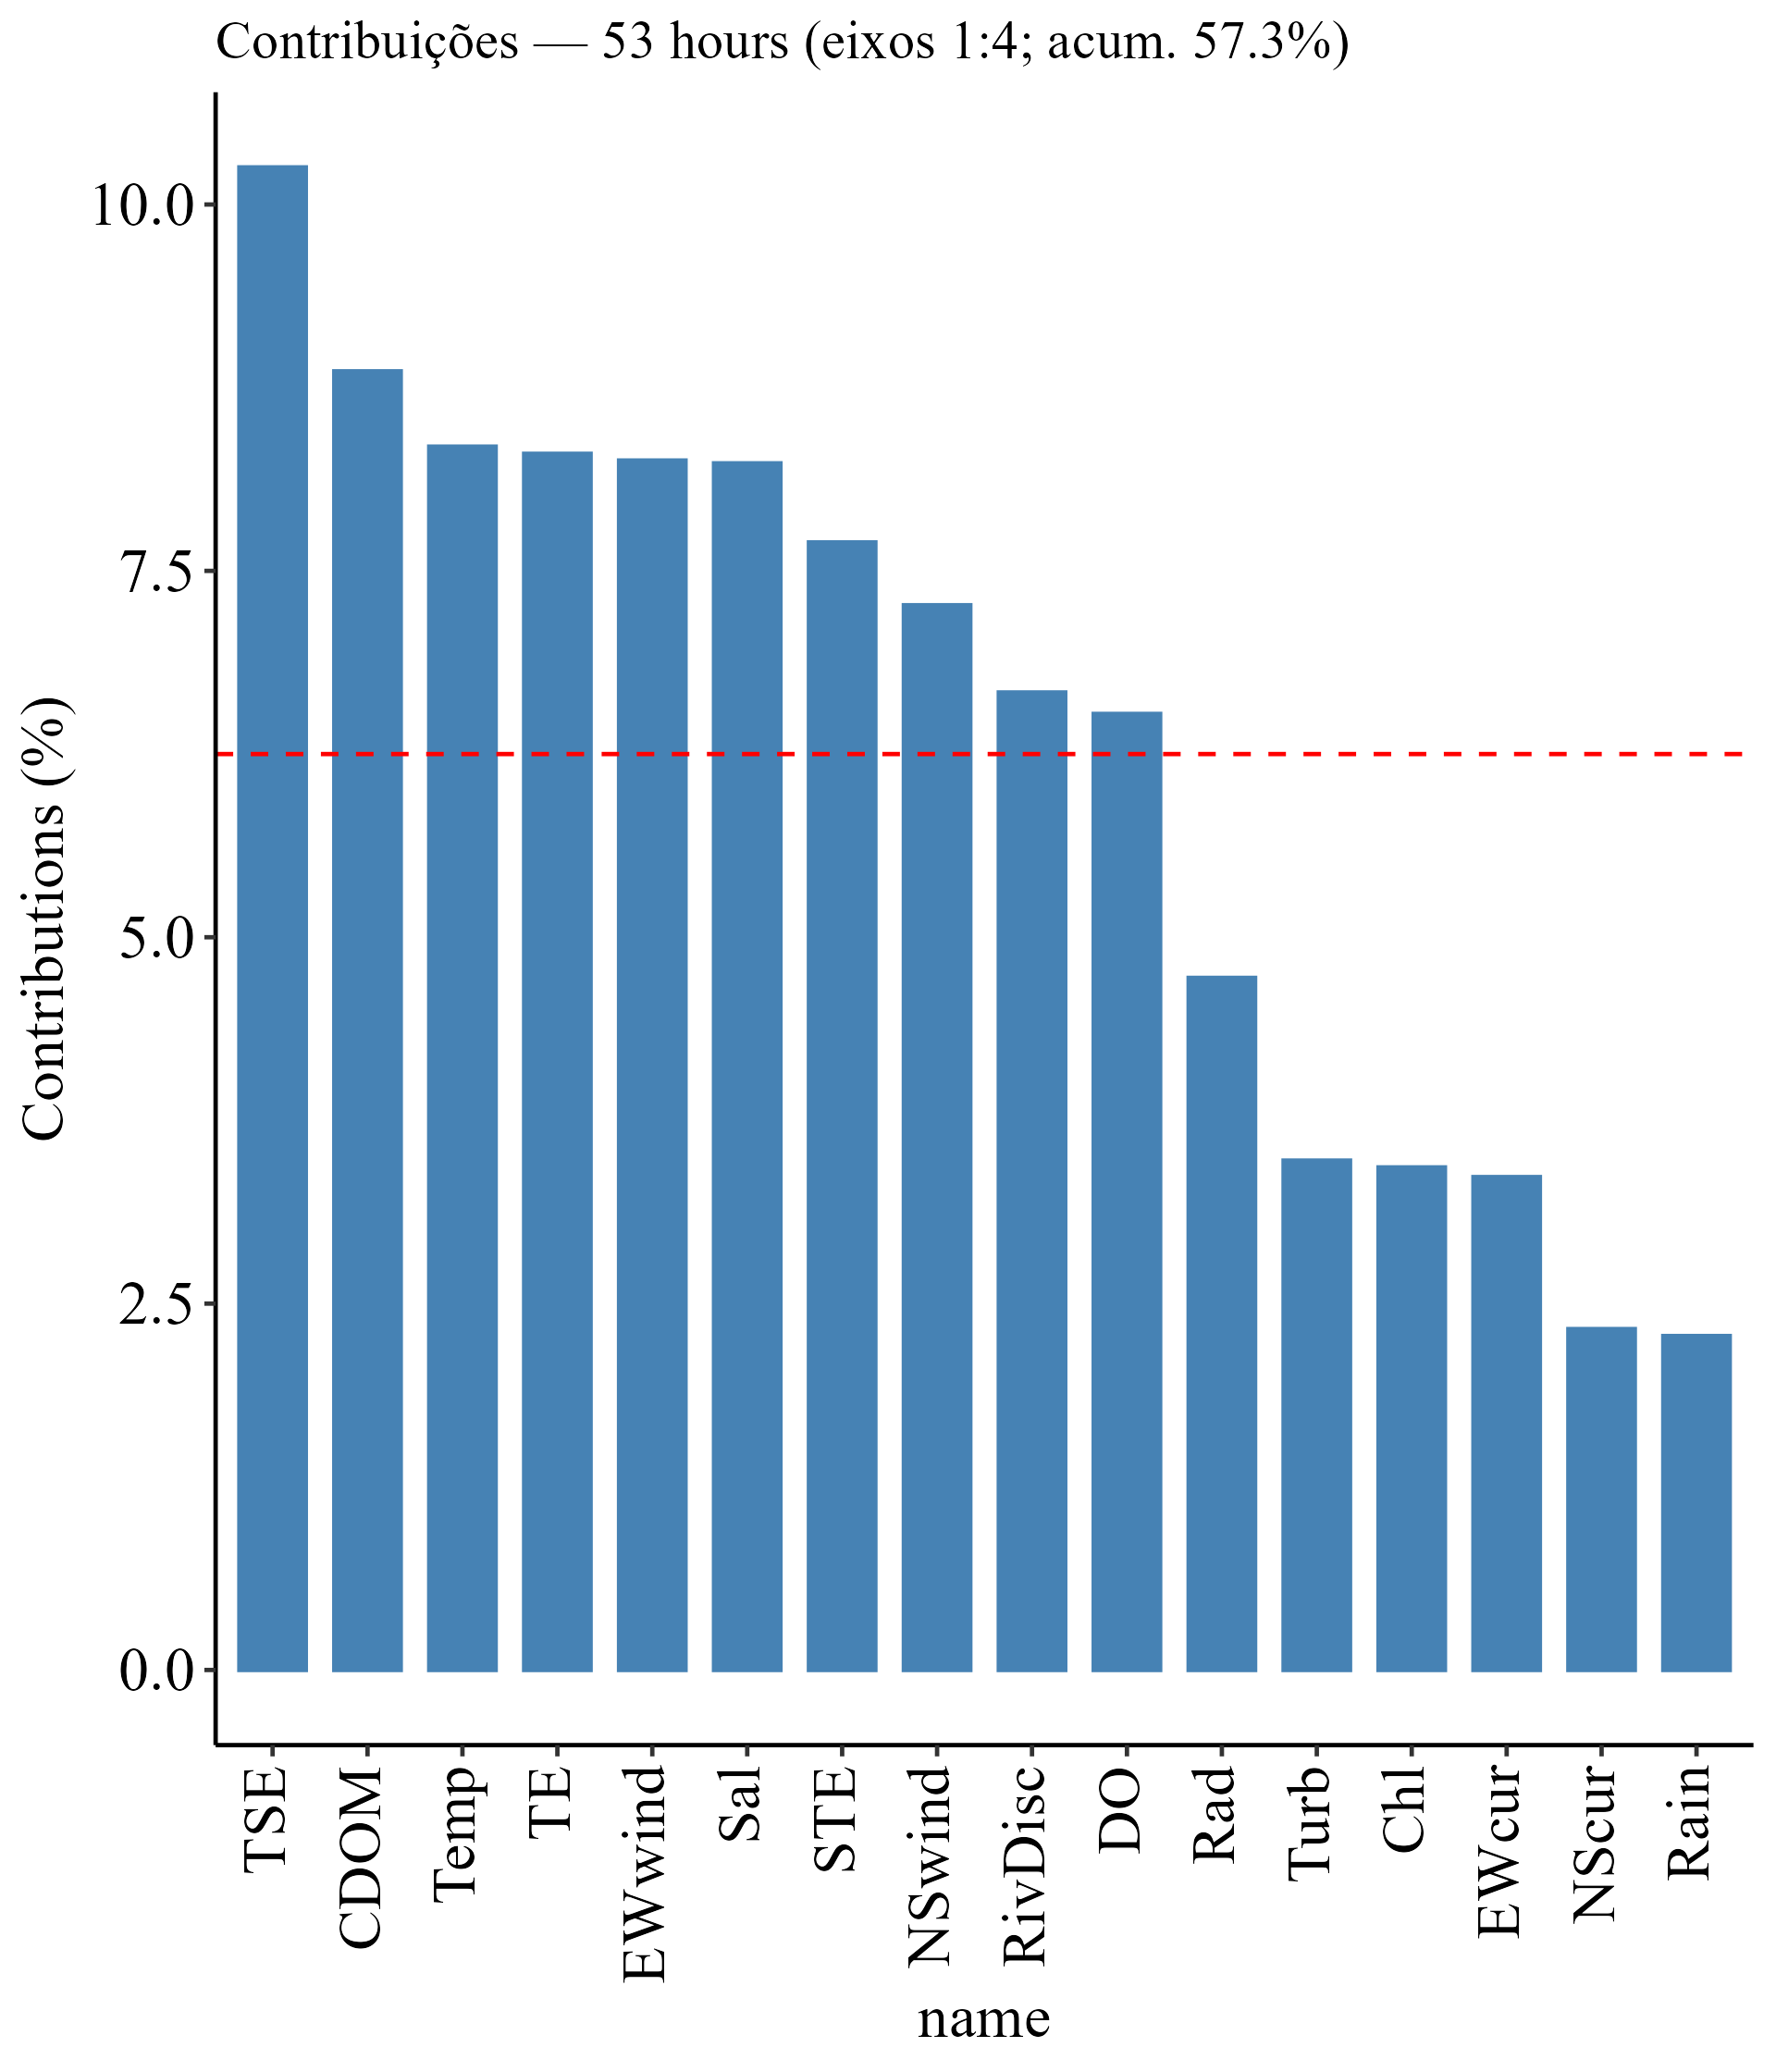 Contribuições — 53 hours (eixos 1:4; acum. 57.3%)
Contributions (%)
10.0
7.5
5.0
2.5
0.0
TSE
CDOM
Temp
TE
EWwind
Sal
STE
NSwind
RivDisc
DO
Rad
Turb
Chl
EWcur
NScur
Rain
name